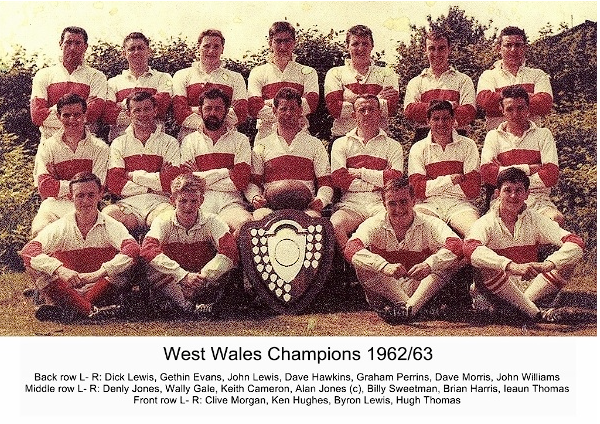 West Wales Champions 1962/63
Back row L- R: Dick Lewis, Gethin Evans, John Lewis, Dave Hawkins, Graham Perrins, Dave Morris, John Williams
Middle row L- R: Denly Jones, Wally Gale, Keith Cameron, Alan Jones (c), Billy Sweetman, Brian Harris, Ieaun Thomas
Front row L- R: Clive Morgan, Ken Hughes, Byron Lewis, Hugh Thomas